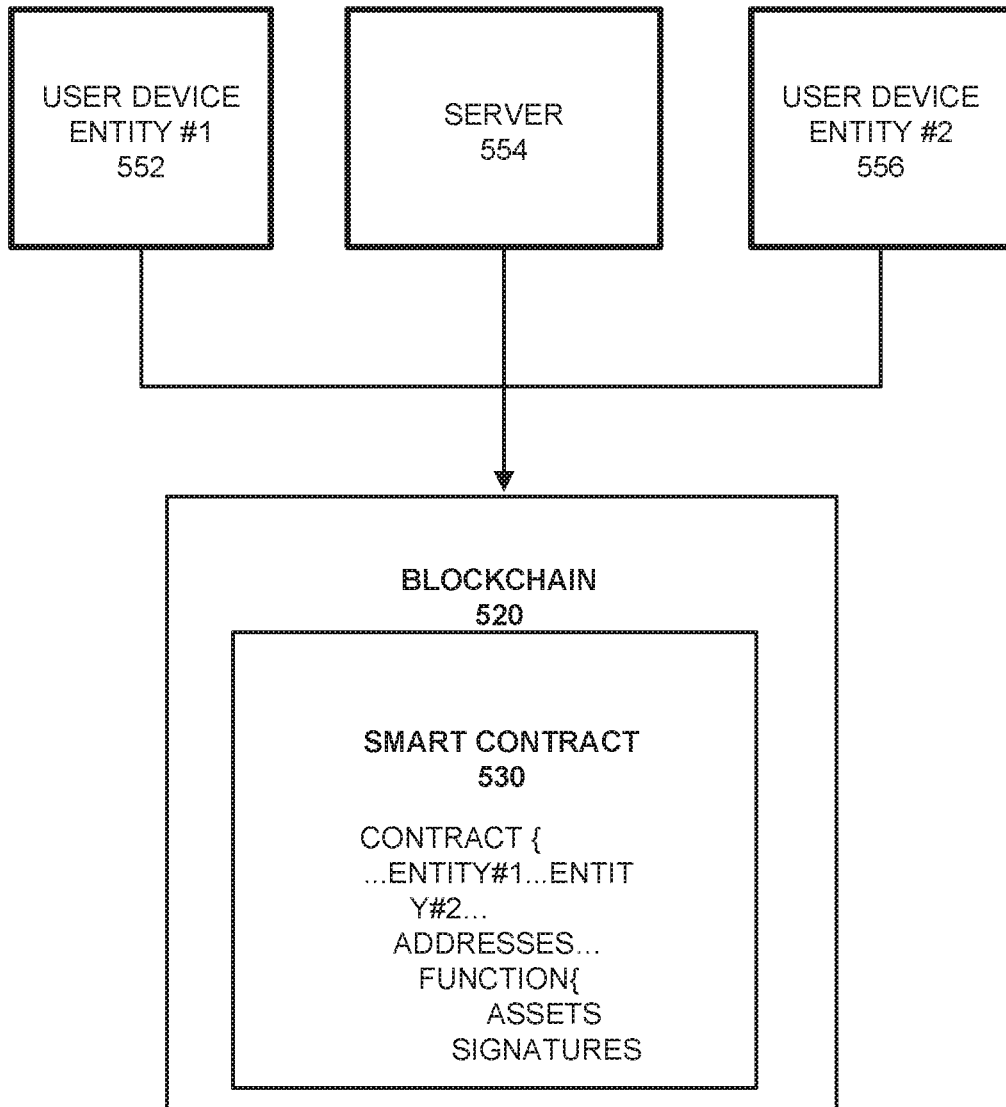 USER DEVICE
ENTITY #1
552
SERVER
554
USER DEVICE
ENTITY #2
556
BLOCKCHAIN
520
SMART CONTRACT
530
CONTRACT {
...ENTITY#1...ENTIT
Y#2...
ADDRESSES...
FUNCTION{
ASSETS
SIGNATURES